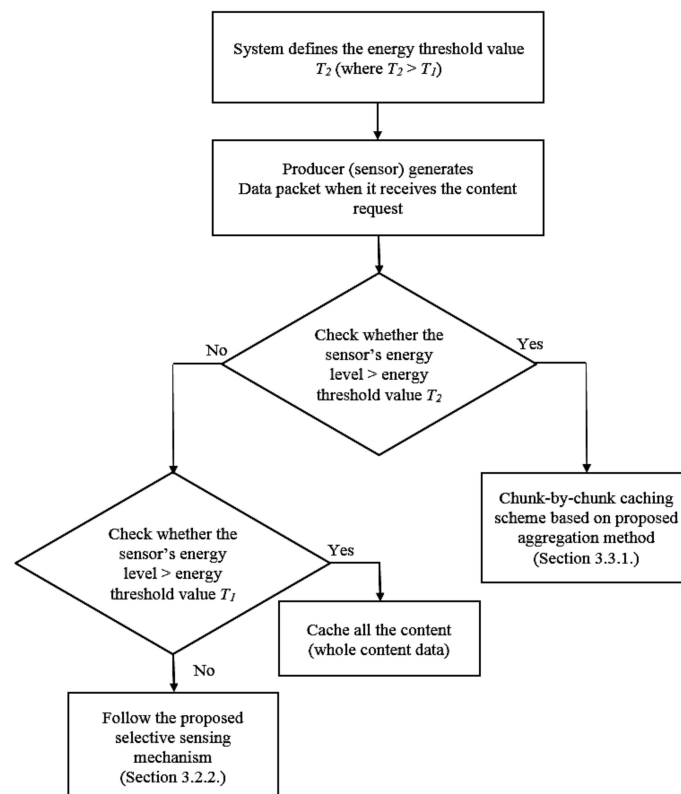 System defines the energy threshold value
T2 (where T2 > T1)
Producer (sensor) generates
Data packet when it receives the content
request
Check whether the
sensor's energy
level > energy
threshold value T2
No
Yes
Check whether the
sensor's energy
level > energy
threshold value T1
Yes
No
Chunk-by-chunk caching
scheme based on proposed
aggregation method
(Section 3.3.1.)
Cache all the content
(whole content data)
Follow the proposed
selective sensing
mechanism
(Section 3.2.2.)